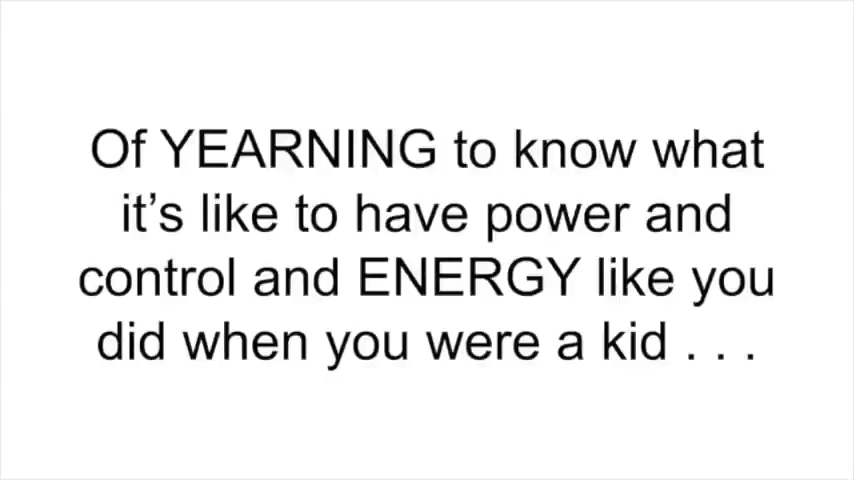 Of YEARNING to know what
it’s like to have power and
control and ENERGY like you
did when you were a kid . . .